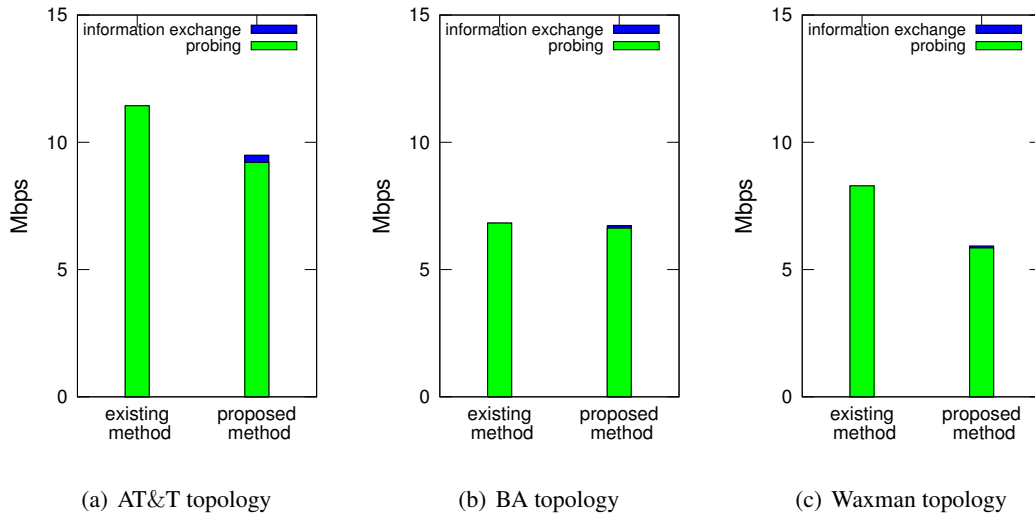 15
10
5
0
Mbps
information exchange
probing
existing
method
proposed
method
(a) AT&T topology
15
10
5
0
Mbps
information exchange
probing
existing
method
proposed
method
(b) BA topology
15
10
5
0
Mbps
information exchange
probing
existing
method
proposed
method
(c) Waxman topology